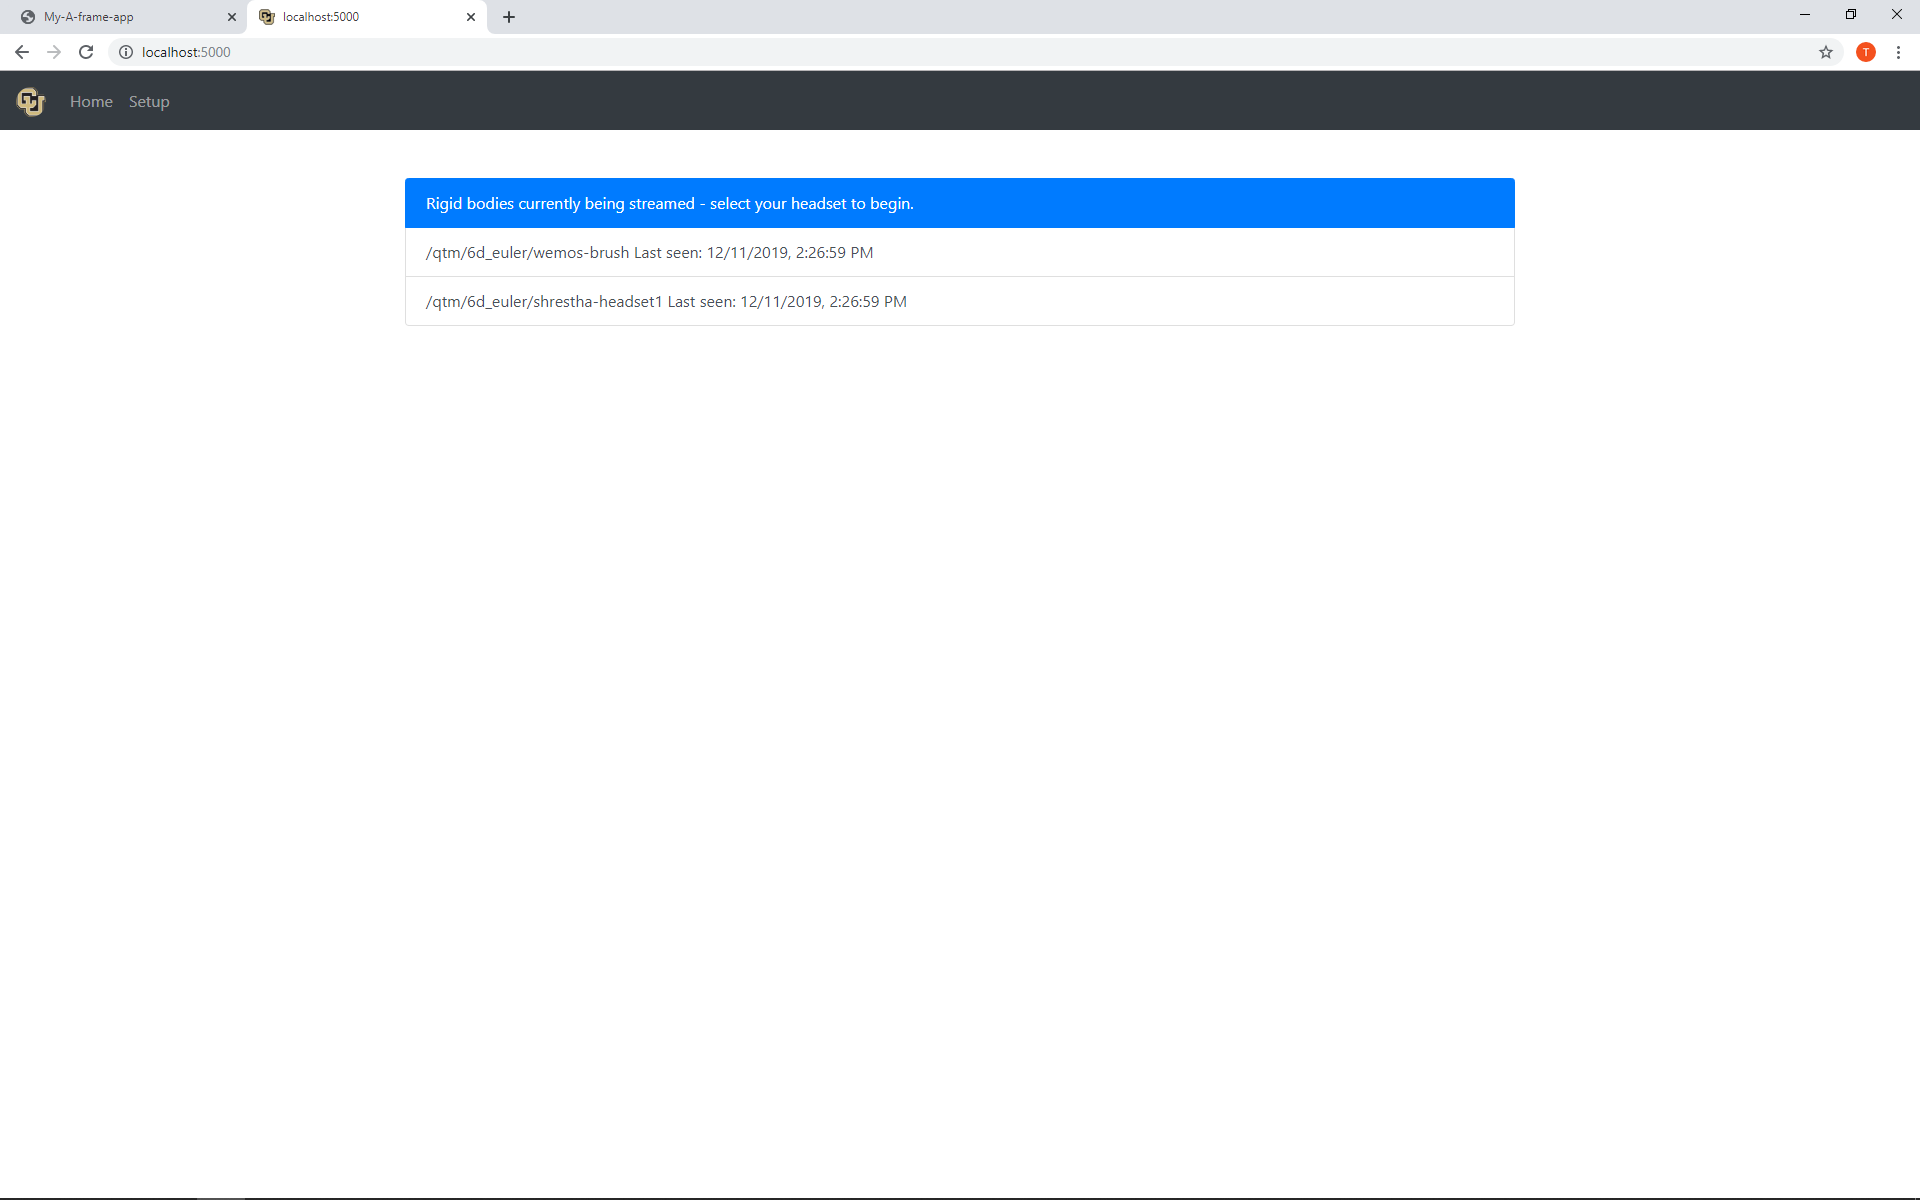 My-A-frame-app
localhost:5000
localhost:5000
T
CU
Home
Setup
Rigid bodies currently being streamed - select your headset to begin.
/qtm/6d_euler/wemos-brush Last seen: 12/11/2019, 2:26:59 PM
/qtm/6d_euler/shrestha-headset1 Last seen: 12/11/2019, 2:26:59 PM